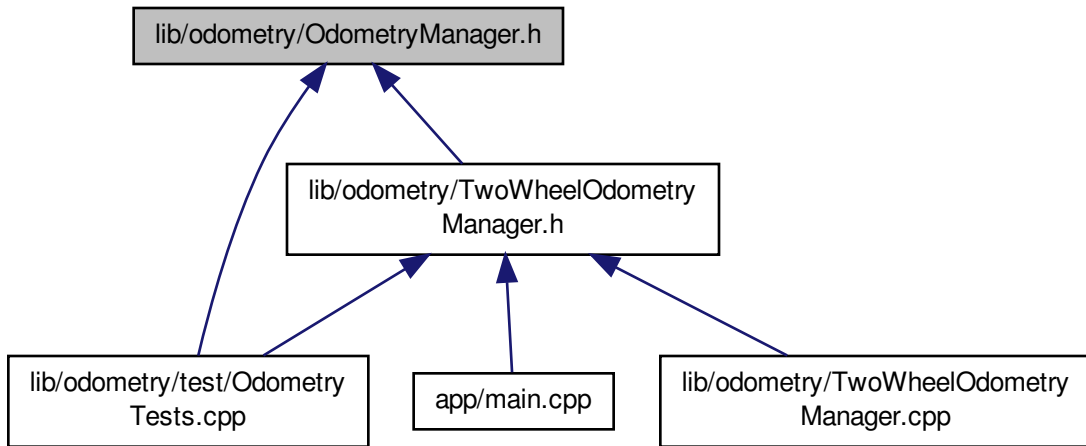 lib/odometry/OdometryManager.h
lib/odometry/TwoWheelOdometry
Manager.h
lib/odometry/test/Odometry
Tests.cpp
app/main.cpp
lib/odometry/TwoWheelOdometry
Manager.cpp